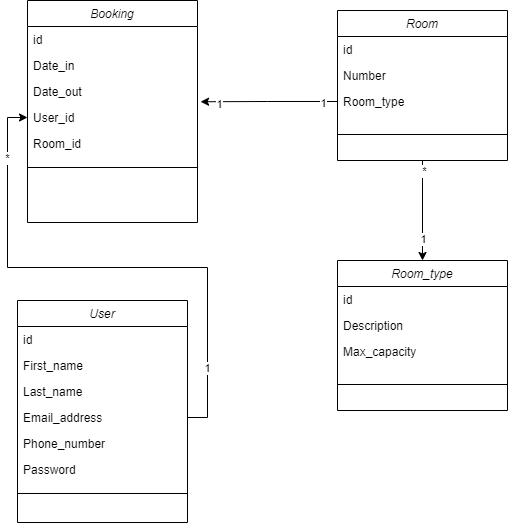 Booking
id
Date_in
Date_out
User_id
Room_id
Room
id
Number
Room_type
1
1
*
*
1
Room_type
id
Description
Max_capacity
User
id
First_name
Last_name
Email_address
Phone_number
Password
1